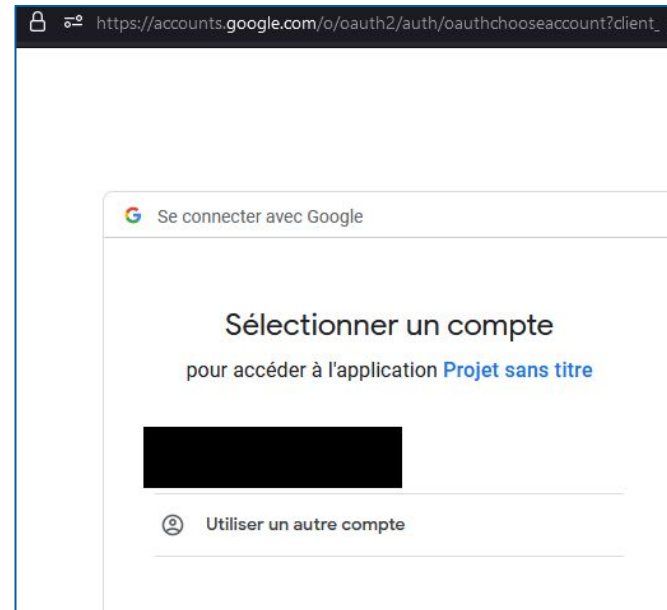 https://accounts.google.com/o/oauth2/auth/oauthchooseaccount?client_
Se connecter avec Google
Sélectionner un compte
pour accéder à l'application Projet sans titre
Utiliser un autre compte